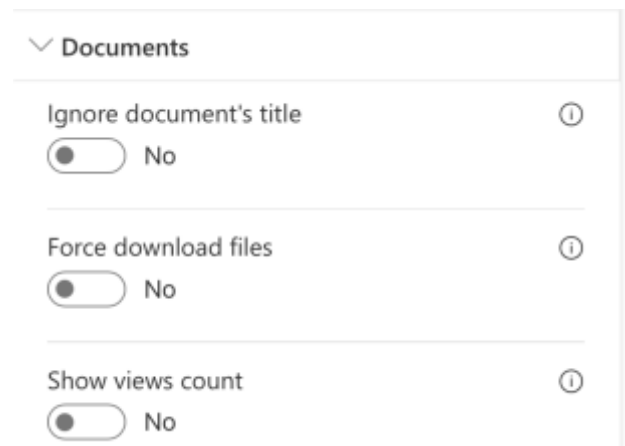 Documents
Ignore document's title
No
Force download files
No
Show views count
No